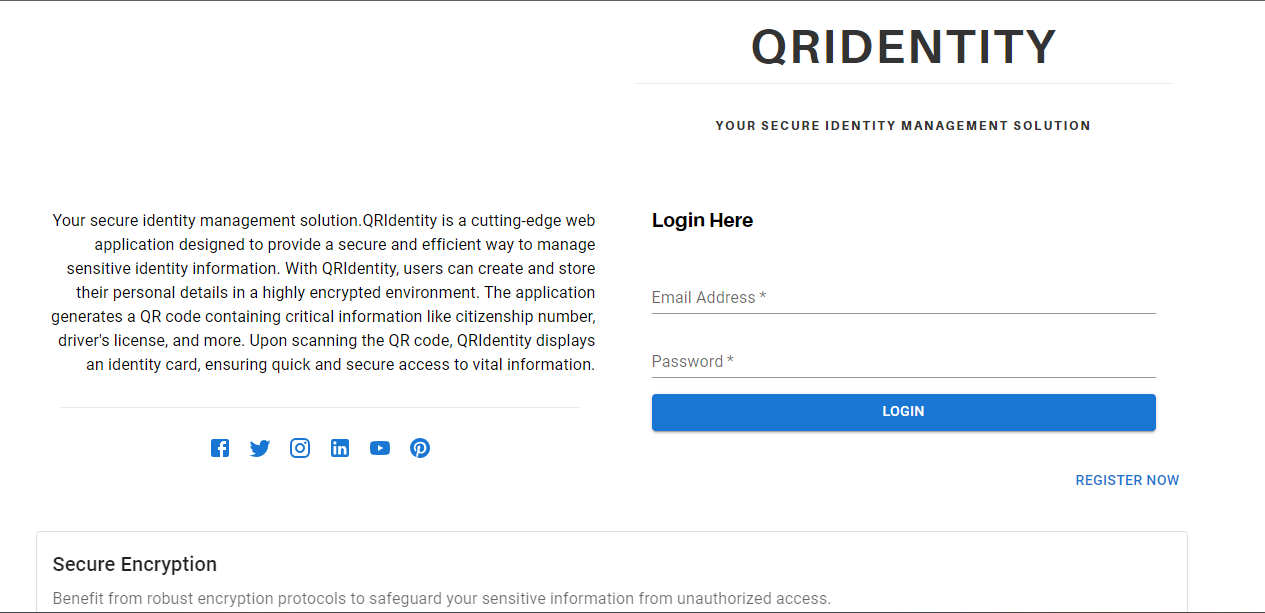 QRIDENTITY
YOUR SECURE IDENTITY MANAGEMENT SOLUTION
Your secure identity management solution.QRIdentity is a cutting-edge web
application designed to provide a secure and efficient way to manage
sensitive identity information. With QRIdentity, users can create and store
their personal details in a highly encrypted environment. The application
generates a QR code containing critical information like citizenship number,
driver's license, and more. Upon scanning the QR code, QRIdentity displays
an identity card, ensuring quick and secure access to vital information.
Login Here
Email Address *
Password *
LOGIN
REGISTER NOW
Secure Encryption
Benefit from robust encryption protocols to safeguard your sensitive information from unauthorized access.